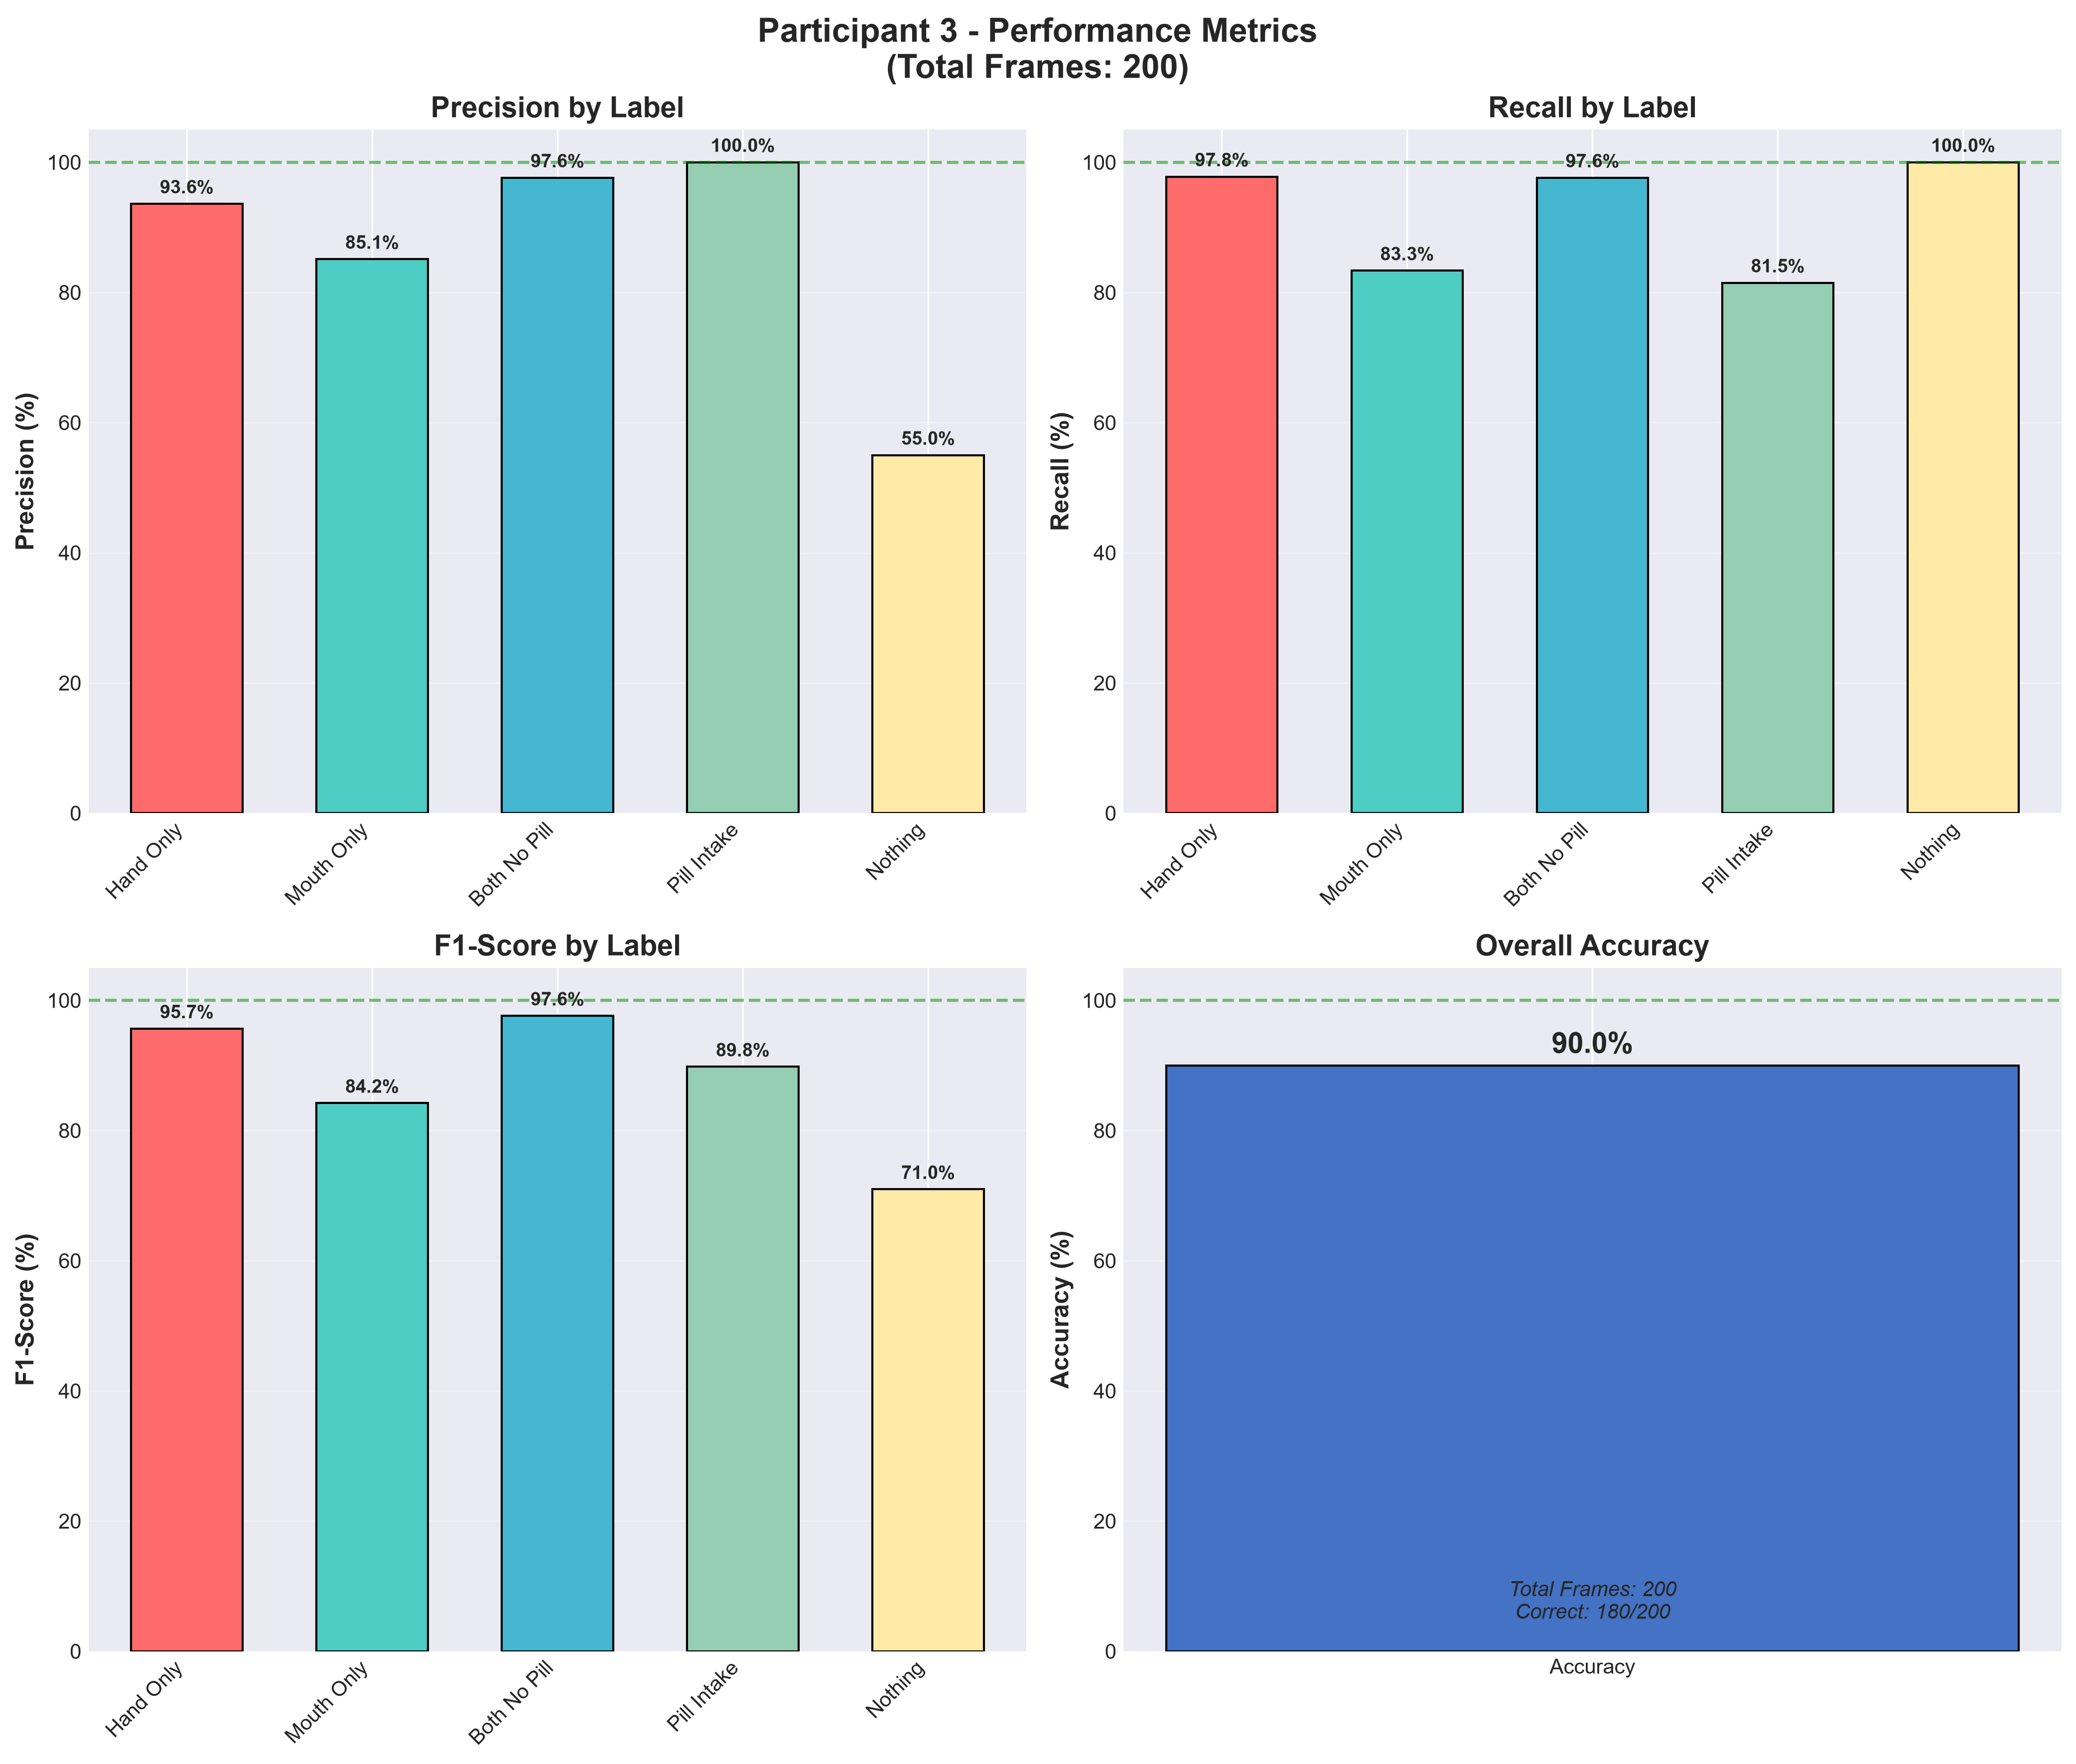 Participant 3 - Performance Metrics
(Total Frames: 200)
Precision by Label
Precision (%)
100
80
60
40
20
0
93.6%
85.1%
97.6%
100.0%
55.0%
Hand Only
Mouth Only
Both No Pill
Pill Intake
Nothing
Recall by Label
Recall (%)
100
80
60
40
20
0
97.8%
83.3%
97.6%
81.5%
100.0%
Hand Only
Mouth Only
Both No Pill
Pill Intake
Nothing
F1-Score by Label
F1-Score (%)
100
80
60
40
20
0
95.7%
84.2%
97.6%
89.8%
71.0%
Hand Only
Mouth Only
Both No Pill
Pill Intake
Nothing
Overall Accuracy
Accuracy (%)
100
80
60
40
20
0
90.0%
Total Frames: 200
Correct: 180/200
Accuracy